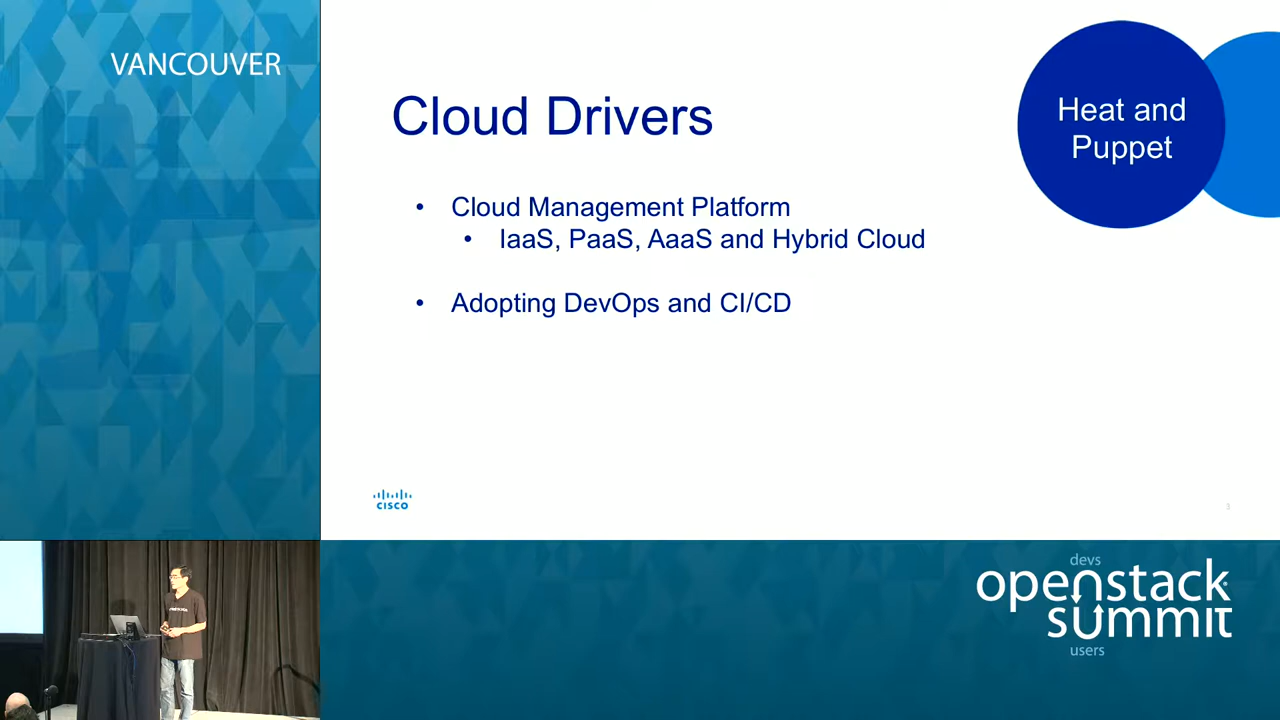 VANCOUVER
Cloud Drivers
Heat and
Puppet
• Cloud Management Platform
• IaaS, PaaS, AaaS and Hybrid Cloud
• Adopting DevOps and CI/CD
CISCO
3
devs
openstack
summit
users